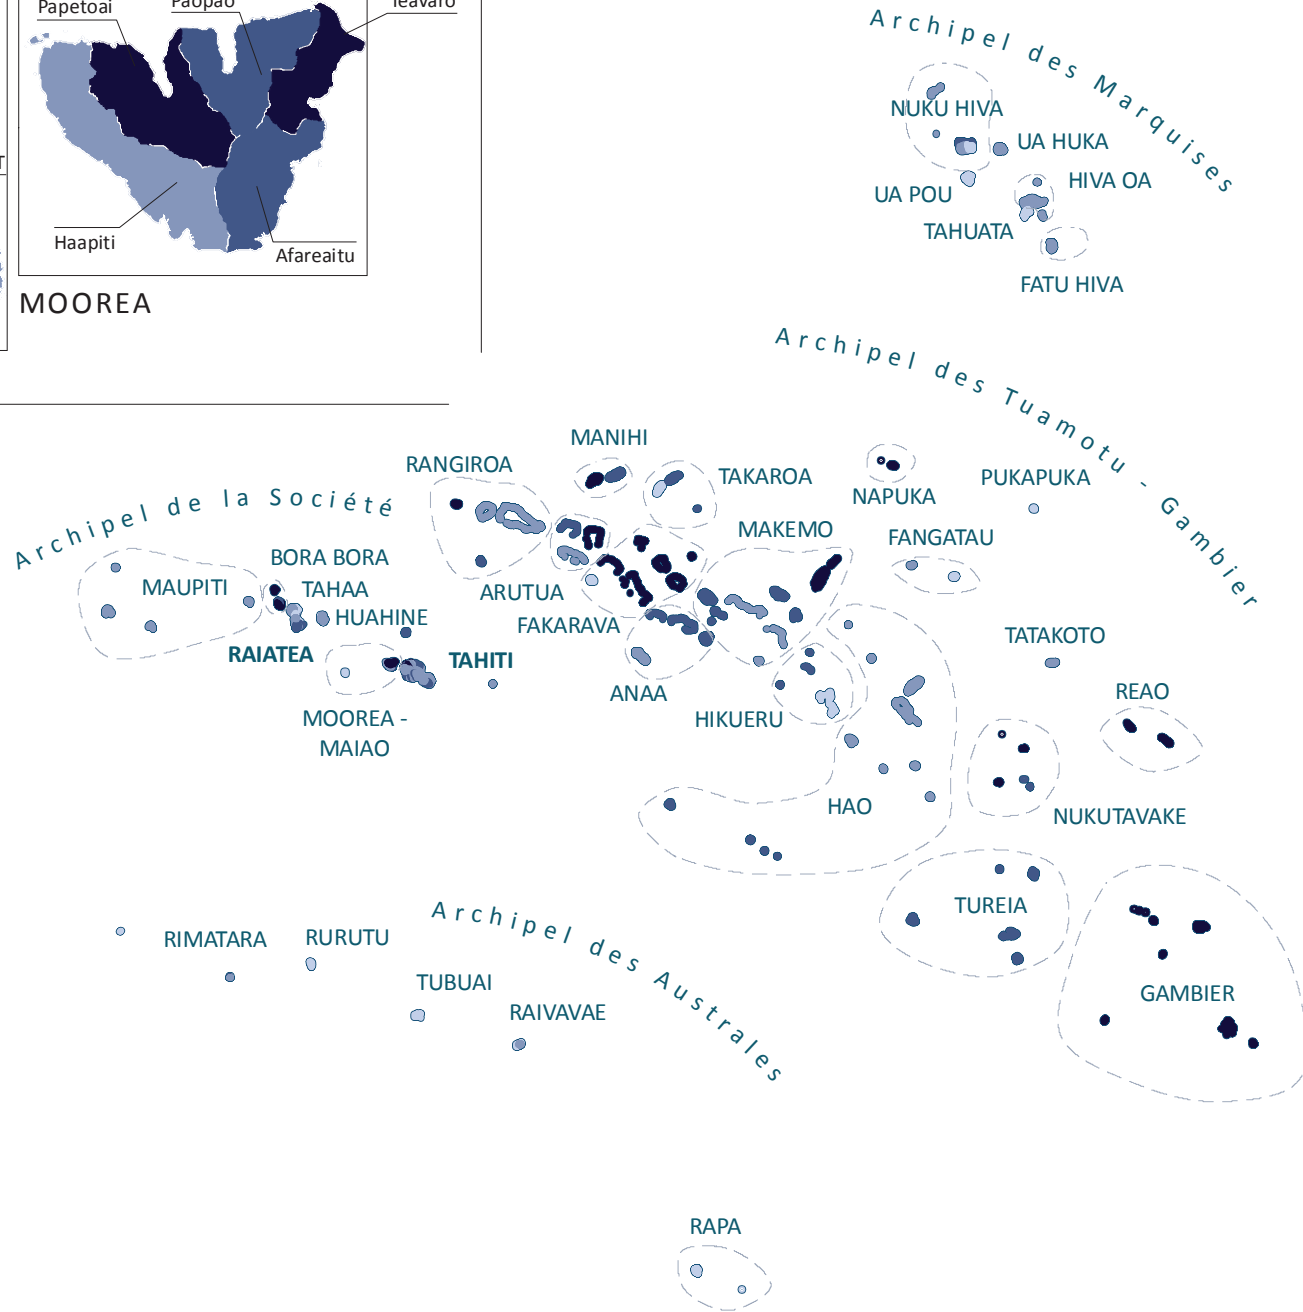 Papetoai
Paopao
Teavaro
Haapiti
Afareaitu
MOOREA
Archipel des Marquises
NUKU HIVA
UA HUKA
UA POU
HIVA OA
TAHUATA
FATU HIVA
Archipel des Tuamotu - Gambier
MANIHI
RANGIROA
TAKAROA
NAPUKA
PUKAPUKA
MAKEMO
FANGATAU
Archipel de la Société
BORA BORA
MAUPITI
TAHAA
HUAHINE
ARUTUA
FAKARAVA
RAIATEA
TAHITI
TATAKOTO
ANAA
REAO
MOOREA -
MAIAO
HIKUERU
HAO
NUKUTAVAKE
TUREIA
Archipel des Australes
RIMATARA
RURUTU
TUBUAI
RAIVAVAE
GAMBIER
RAPA